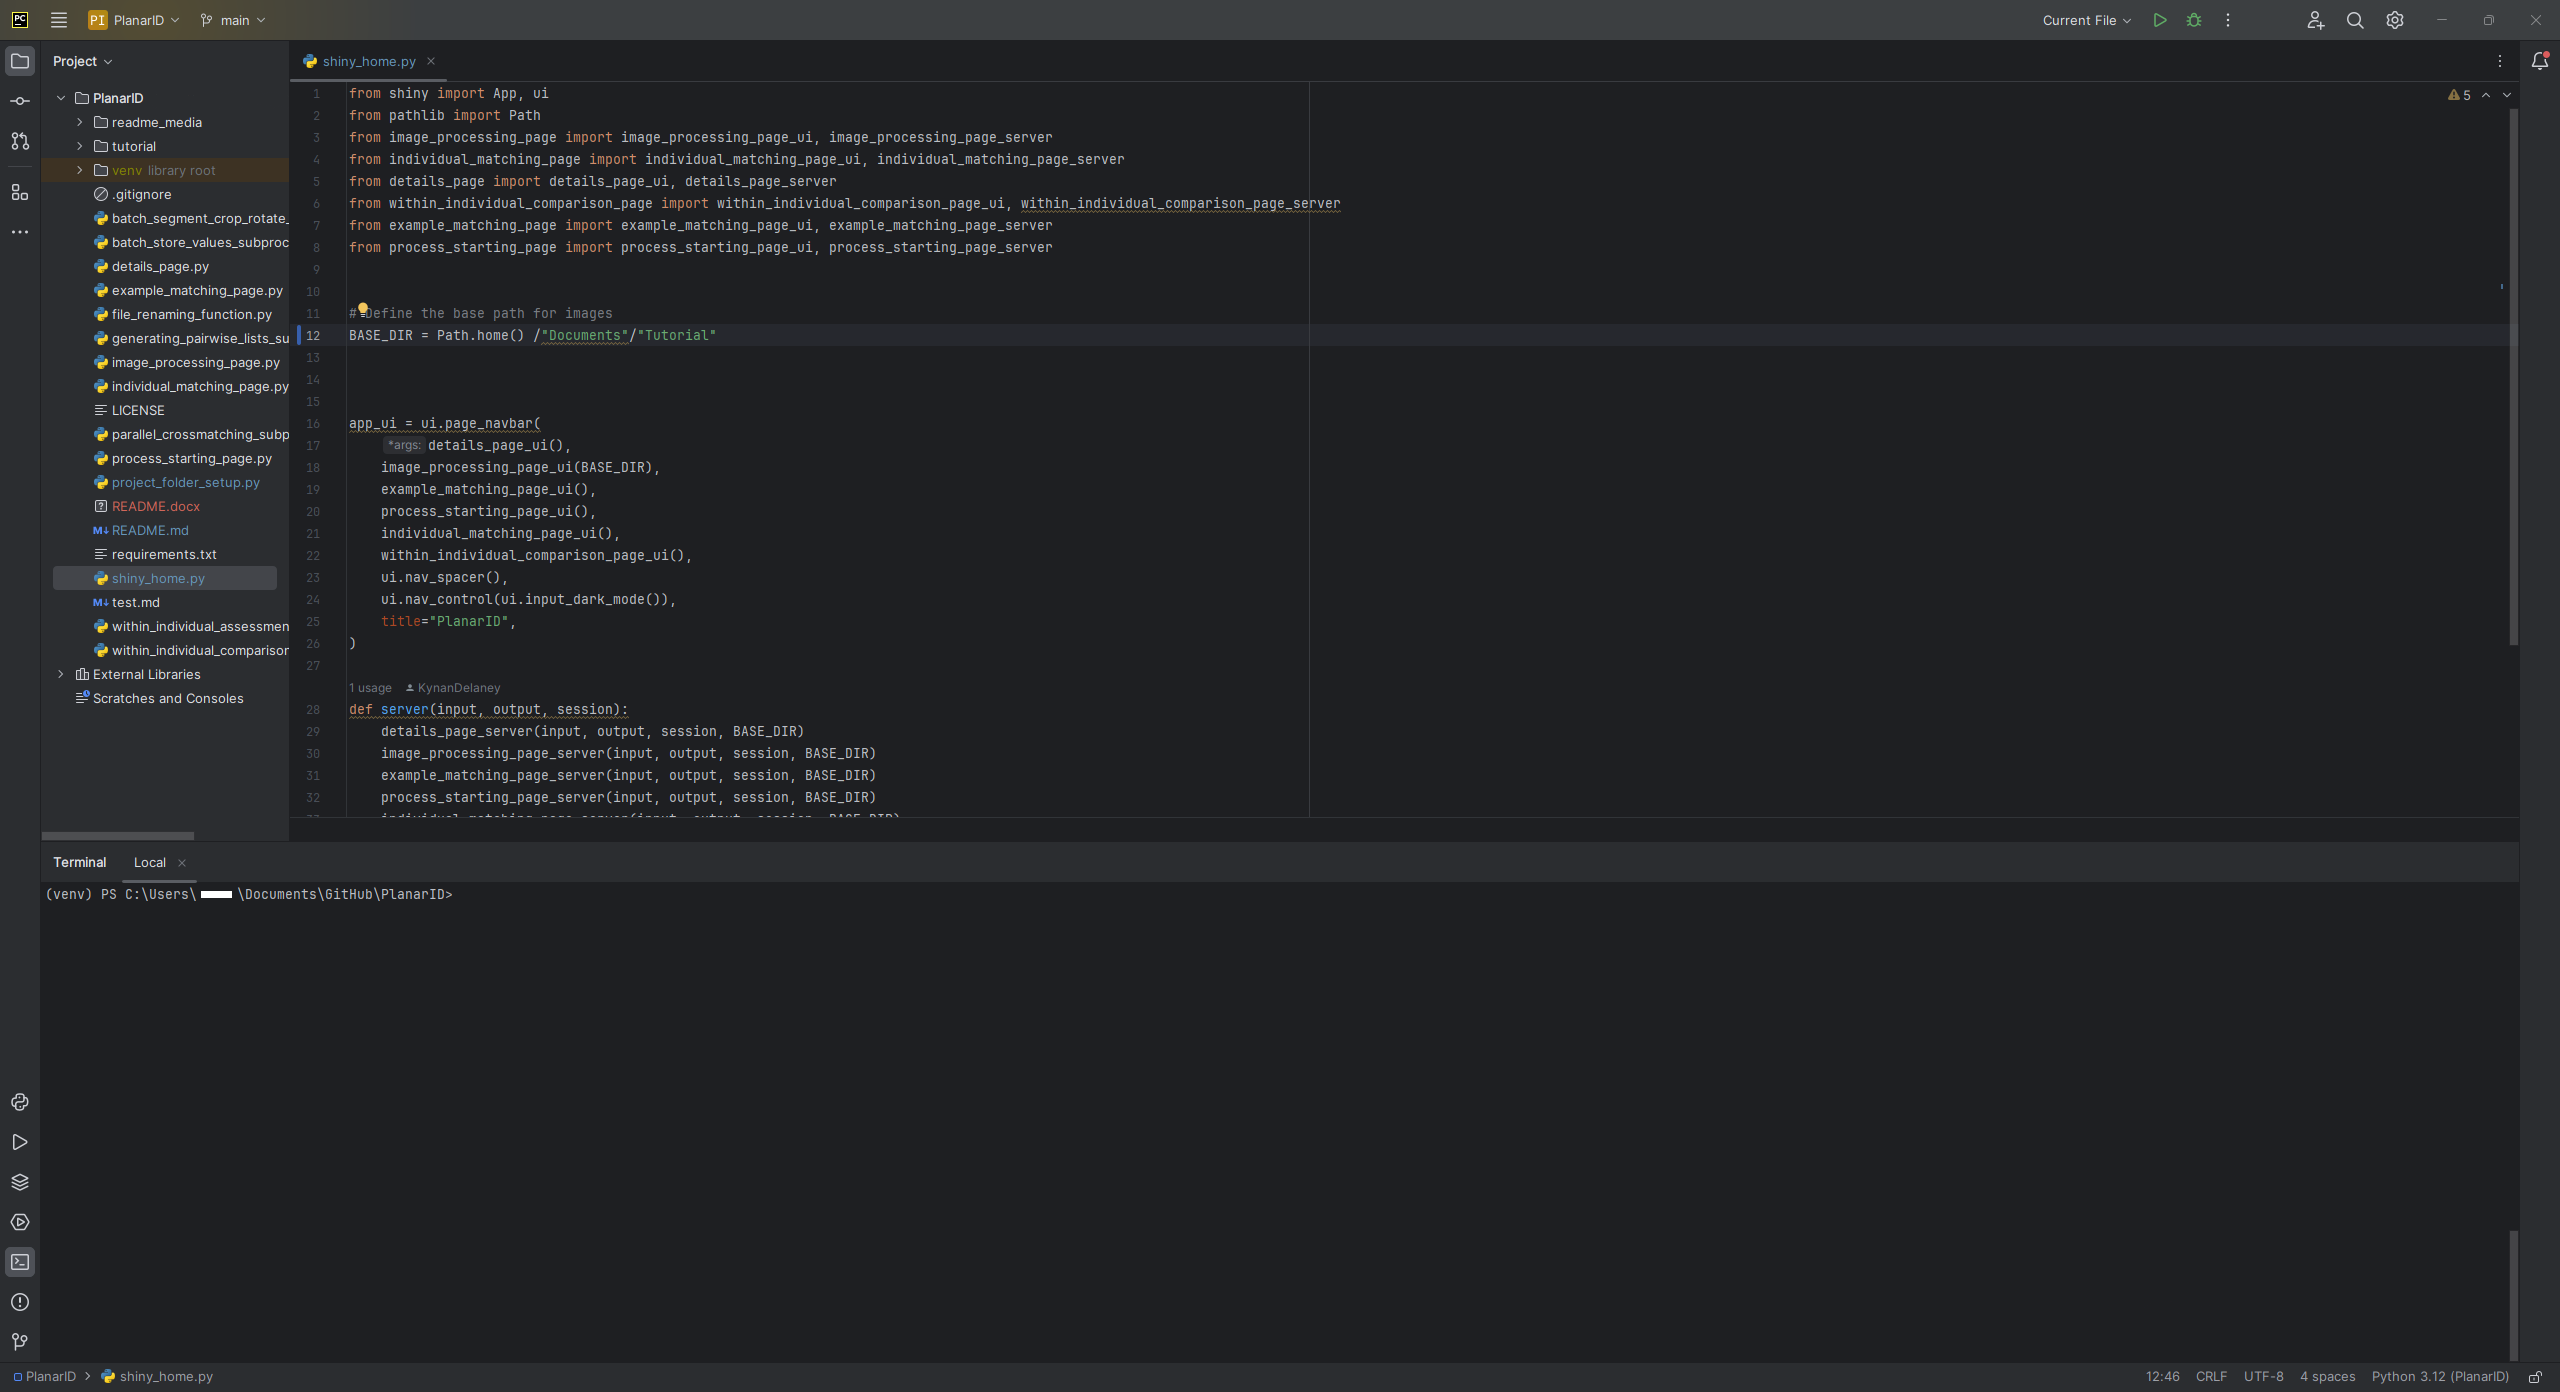 PC PI PlanarID main Current File
Project
shiny_home.py
PlanarID
readme_media
tutorial
venv library root
.gitignore
batch_segment_crop_rotate_
batch_store_values_subproc
details_page.py
example_matching_page.py
file_renaming_function.py
generating_pairwise_lists_su
image_processing_page.py
individual_matching_page.py
LICENSE
parallel_crossmatching_subp
process_starting_page.py
project_folder_setup.py
README.docx
M↓ README.md
requirements.txt
shiny_home.py
M↓ test.md
within_individual_assessmen
within_individual_comparison
External Libraries
Scratches and Consoles
5
1 from shiny import App, ui
2 from pathlib import Path
3 from image_processing_page import image_processing_page_ui, image_processing_page_server
4 from individual_matching_page import individual_matching_page_ui, individual_matching_page_server
5 from details_page import details_page_ui, details_page_server
6 from within_individual_comparison_page import within_individual_comparison_page_ui, within_individual_comparison_page_server
7 from example_matching_page import example_matching_page_ui, example_matching_page_server
8 from process_starting_page import process_starting_page_ui, process_starting_page_server
9
10
11 # Define the base path for images
12 BASE_DIR = Path.home() /"Documents"/"Tutorial"
13
14
15
16 app_ui = ui.page_navbar(
17 *args: details_page_ui(),
18 image_processing_page_ui(BASE_DIR),
19 example_matching_page_ui(),
20 process_starting_page_ui(),
21 individual_matching_page_ui(),
22 within_individual_comparison_page_ui(),
23 ui.nav_spacer(),
24 ui.nav_control(ui.input_dark_mode()),
25 title="PlanarID",
26 )
27
1 usage KynanDelaney
28 def server(input, output, session):
29 details_page_server(input, output, session, BASE_DIR)
30 image_processing_page_server(input, output, session, BASE_DIR)
31 example_matching_page_server(input, output, session, BASE_DIR)
32 process_starting_page_server(input, output, session, BASE_DIR)
Terminal Local
(venv) PS C:\Users\ \Documents\GitHub\PlanarID>
PlanarID > shiny_home.py 12:46 CRLF UTF-8 4 spaces Python 3.12 (PlanarID)